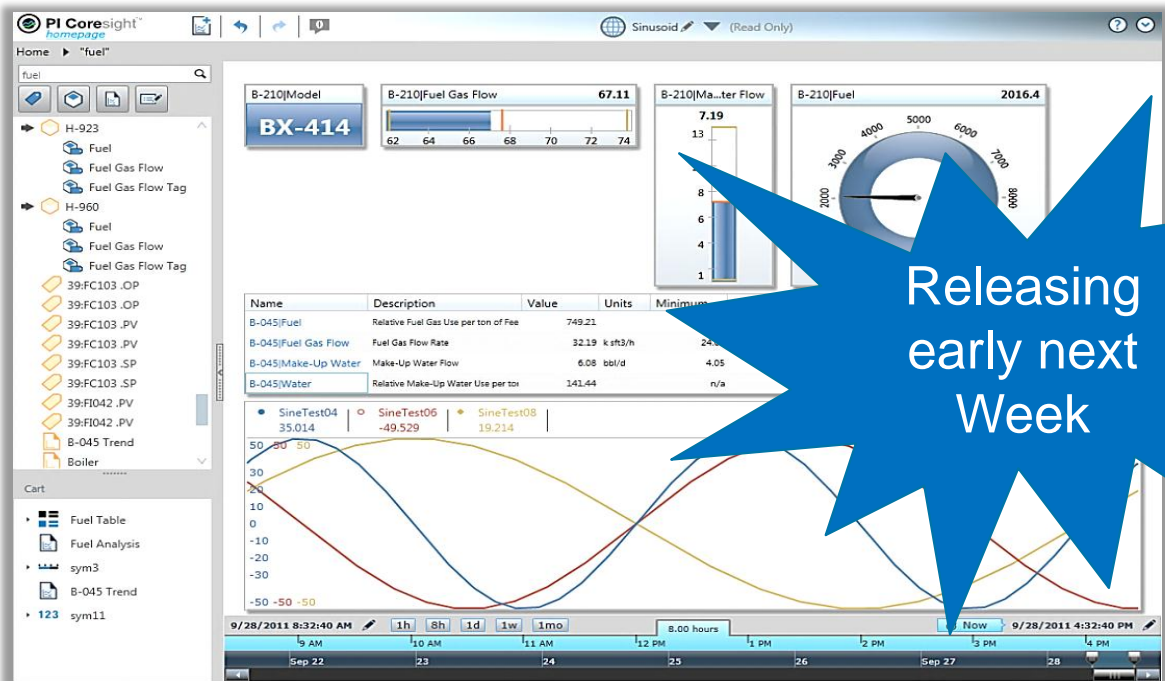 PI Coresight™
homepage
Sinusoid (Read Only)
Home ▶ "fuel"
fuel
H-923
Fuel
Fuel Gas Flow
Fuel Gas Flow Tag
H-960
Fuel
Fuel Gas Flow
Fuel Gas Flow Tag
39:FC103 .OP
39:FC103 .OP
39:FC103 .PV
39:FC103 .PV
39:FC103 .SP
39:FC103 .SP
39:FI042 .PV
39:FI042 .PV
B-045 Trend
Boiler
Cart
Fuel Table
Fuel Analysis
sym3
B-045 Trend
123 sym11
B-210|Model
BX-414
B-210|Fuel Gas Flow 67.11
62 64 66 68 70 72 74
B-210|Ma...ter Flow
7.19
13
8
6
4
1
B-210|Fuel 2016.4
2000 3000 4000 5000 6000 7000 8000
Releasing
early next
Week
Name Description Value Units Minimum
B-045|Fuel Relative Fuel Gas Use per ton of Fee 749.21
B-045|Fuel Gas Flow Fuel Gas Flow Rate 32.19 k sft3/h
B-045|Make-Up Water Make-Up Water Flow 6.08 bbl/d 4.05
B-045|Water Relative Make-Up Water Use per to 141.44 n/a
SineTest04 SineTest06 SineTest08
35.014 -49.529 19.214
50 50 50
30
20
10
0
-10
-20
-30
-50 -50 -50
9/28/2011 8:32:40 AM 1h 8h 1d 1w 1mo 8.00 hours Now 9/28/2011 4:32:40 PM
9 AM 10 AM 11 AM 12 PM 1 PM 2 PM 3 PM 4 PM
Sep 22 23 24 25 26 Sep 27 28